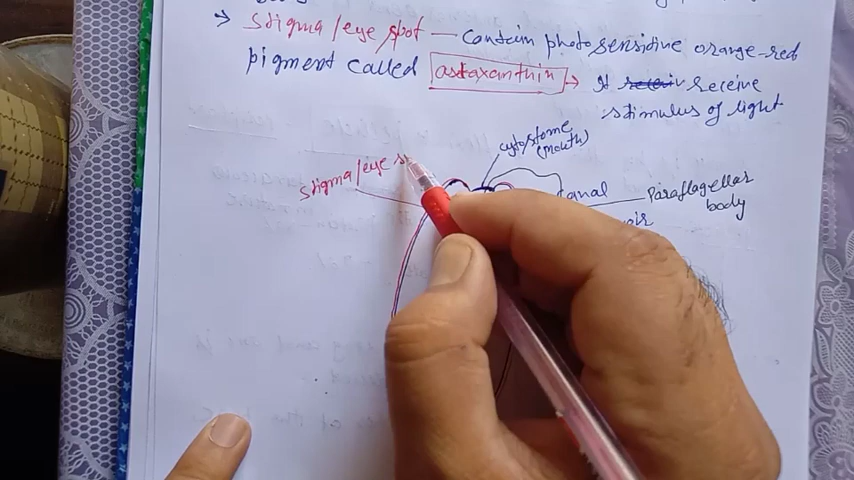 → stigma/eye spot — contain photosensitive orange-red
pigment called astaxanthin → It receive
stimulus of light
cytostome
(mouth)
stigma/eye s
canal
Paraflagellar
body